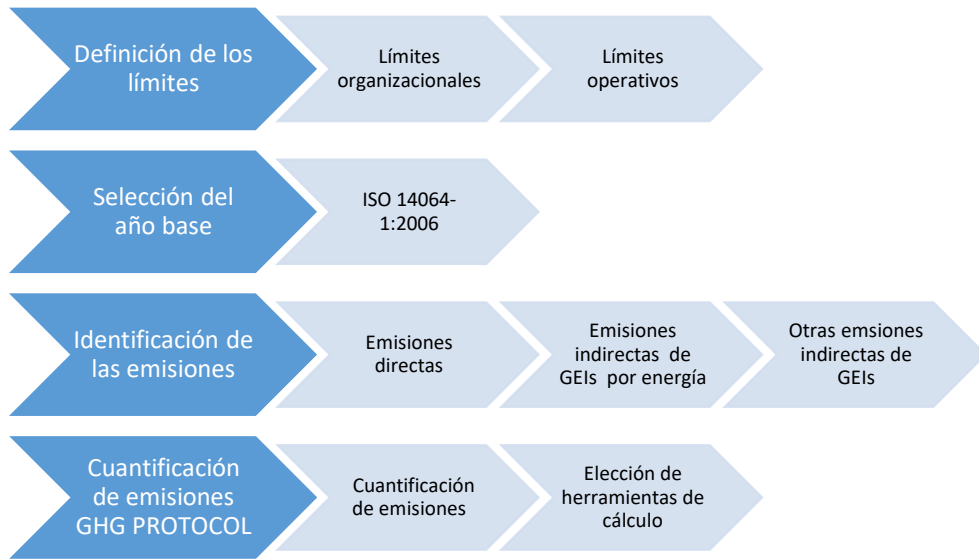 Definición de los
límites
Límites
organizacionales
Límites
operativos
Selección del
año base
ISO 14064-
1:2006
Identificación de
las emisiones
Emisiones
directas
Emisiones
indirectas de
GEIs por energía
Otras emsiones
indirectas de
GEIs
Cuantificación
de emisiones
GHG PROTOCOL
Cuantificación
de emisiones
Elección de
herramientas de
cálculo